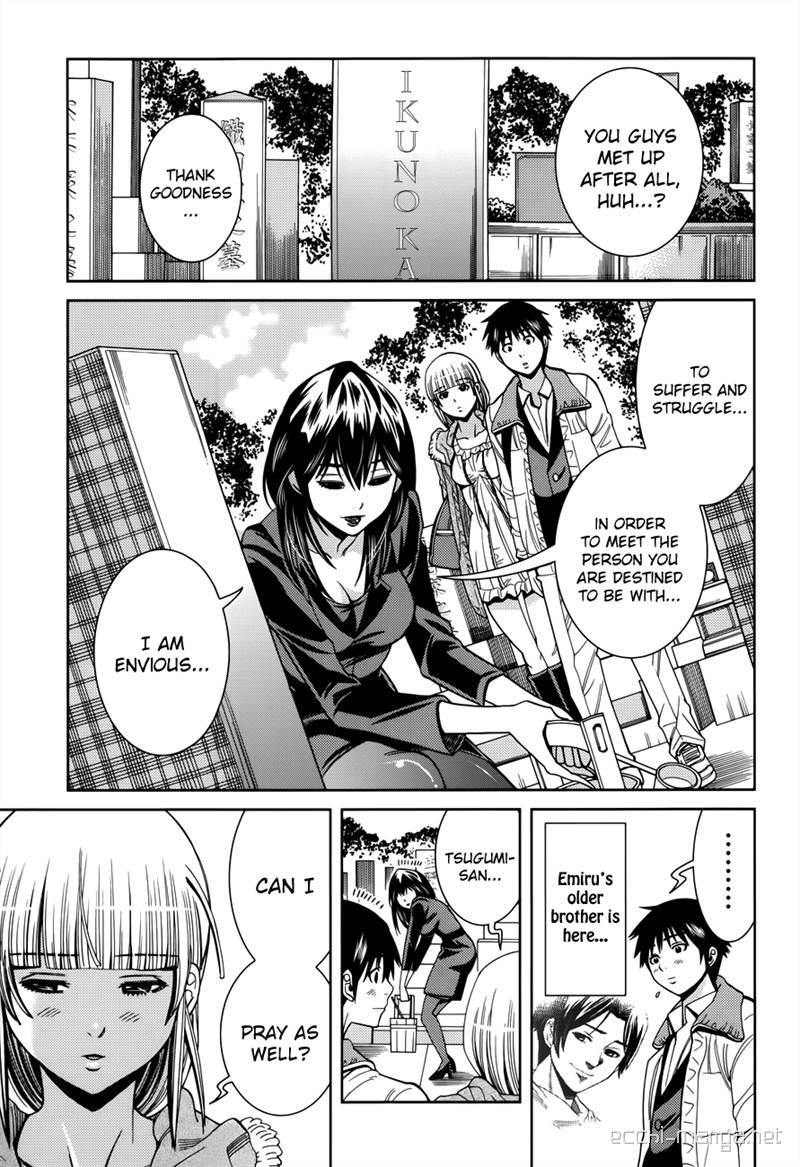 YOU GUYS
MET UP
AFTER ALL,
HUH...?
IKUNO KA
THANK
GOODNESS
...
TO
SUFFER AND
STRUGGLE...
IN ORDER
TO MEET THE
PERSON YOU
ARE DESTINED
TO BE WITH...
I AM
ENVIOUS...
........
Emiru's
older
brother is
here...
TSUGUMI-
SAN...
CAN I
PRAY AS
WELL?
ecchi-manga.net